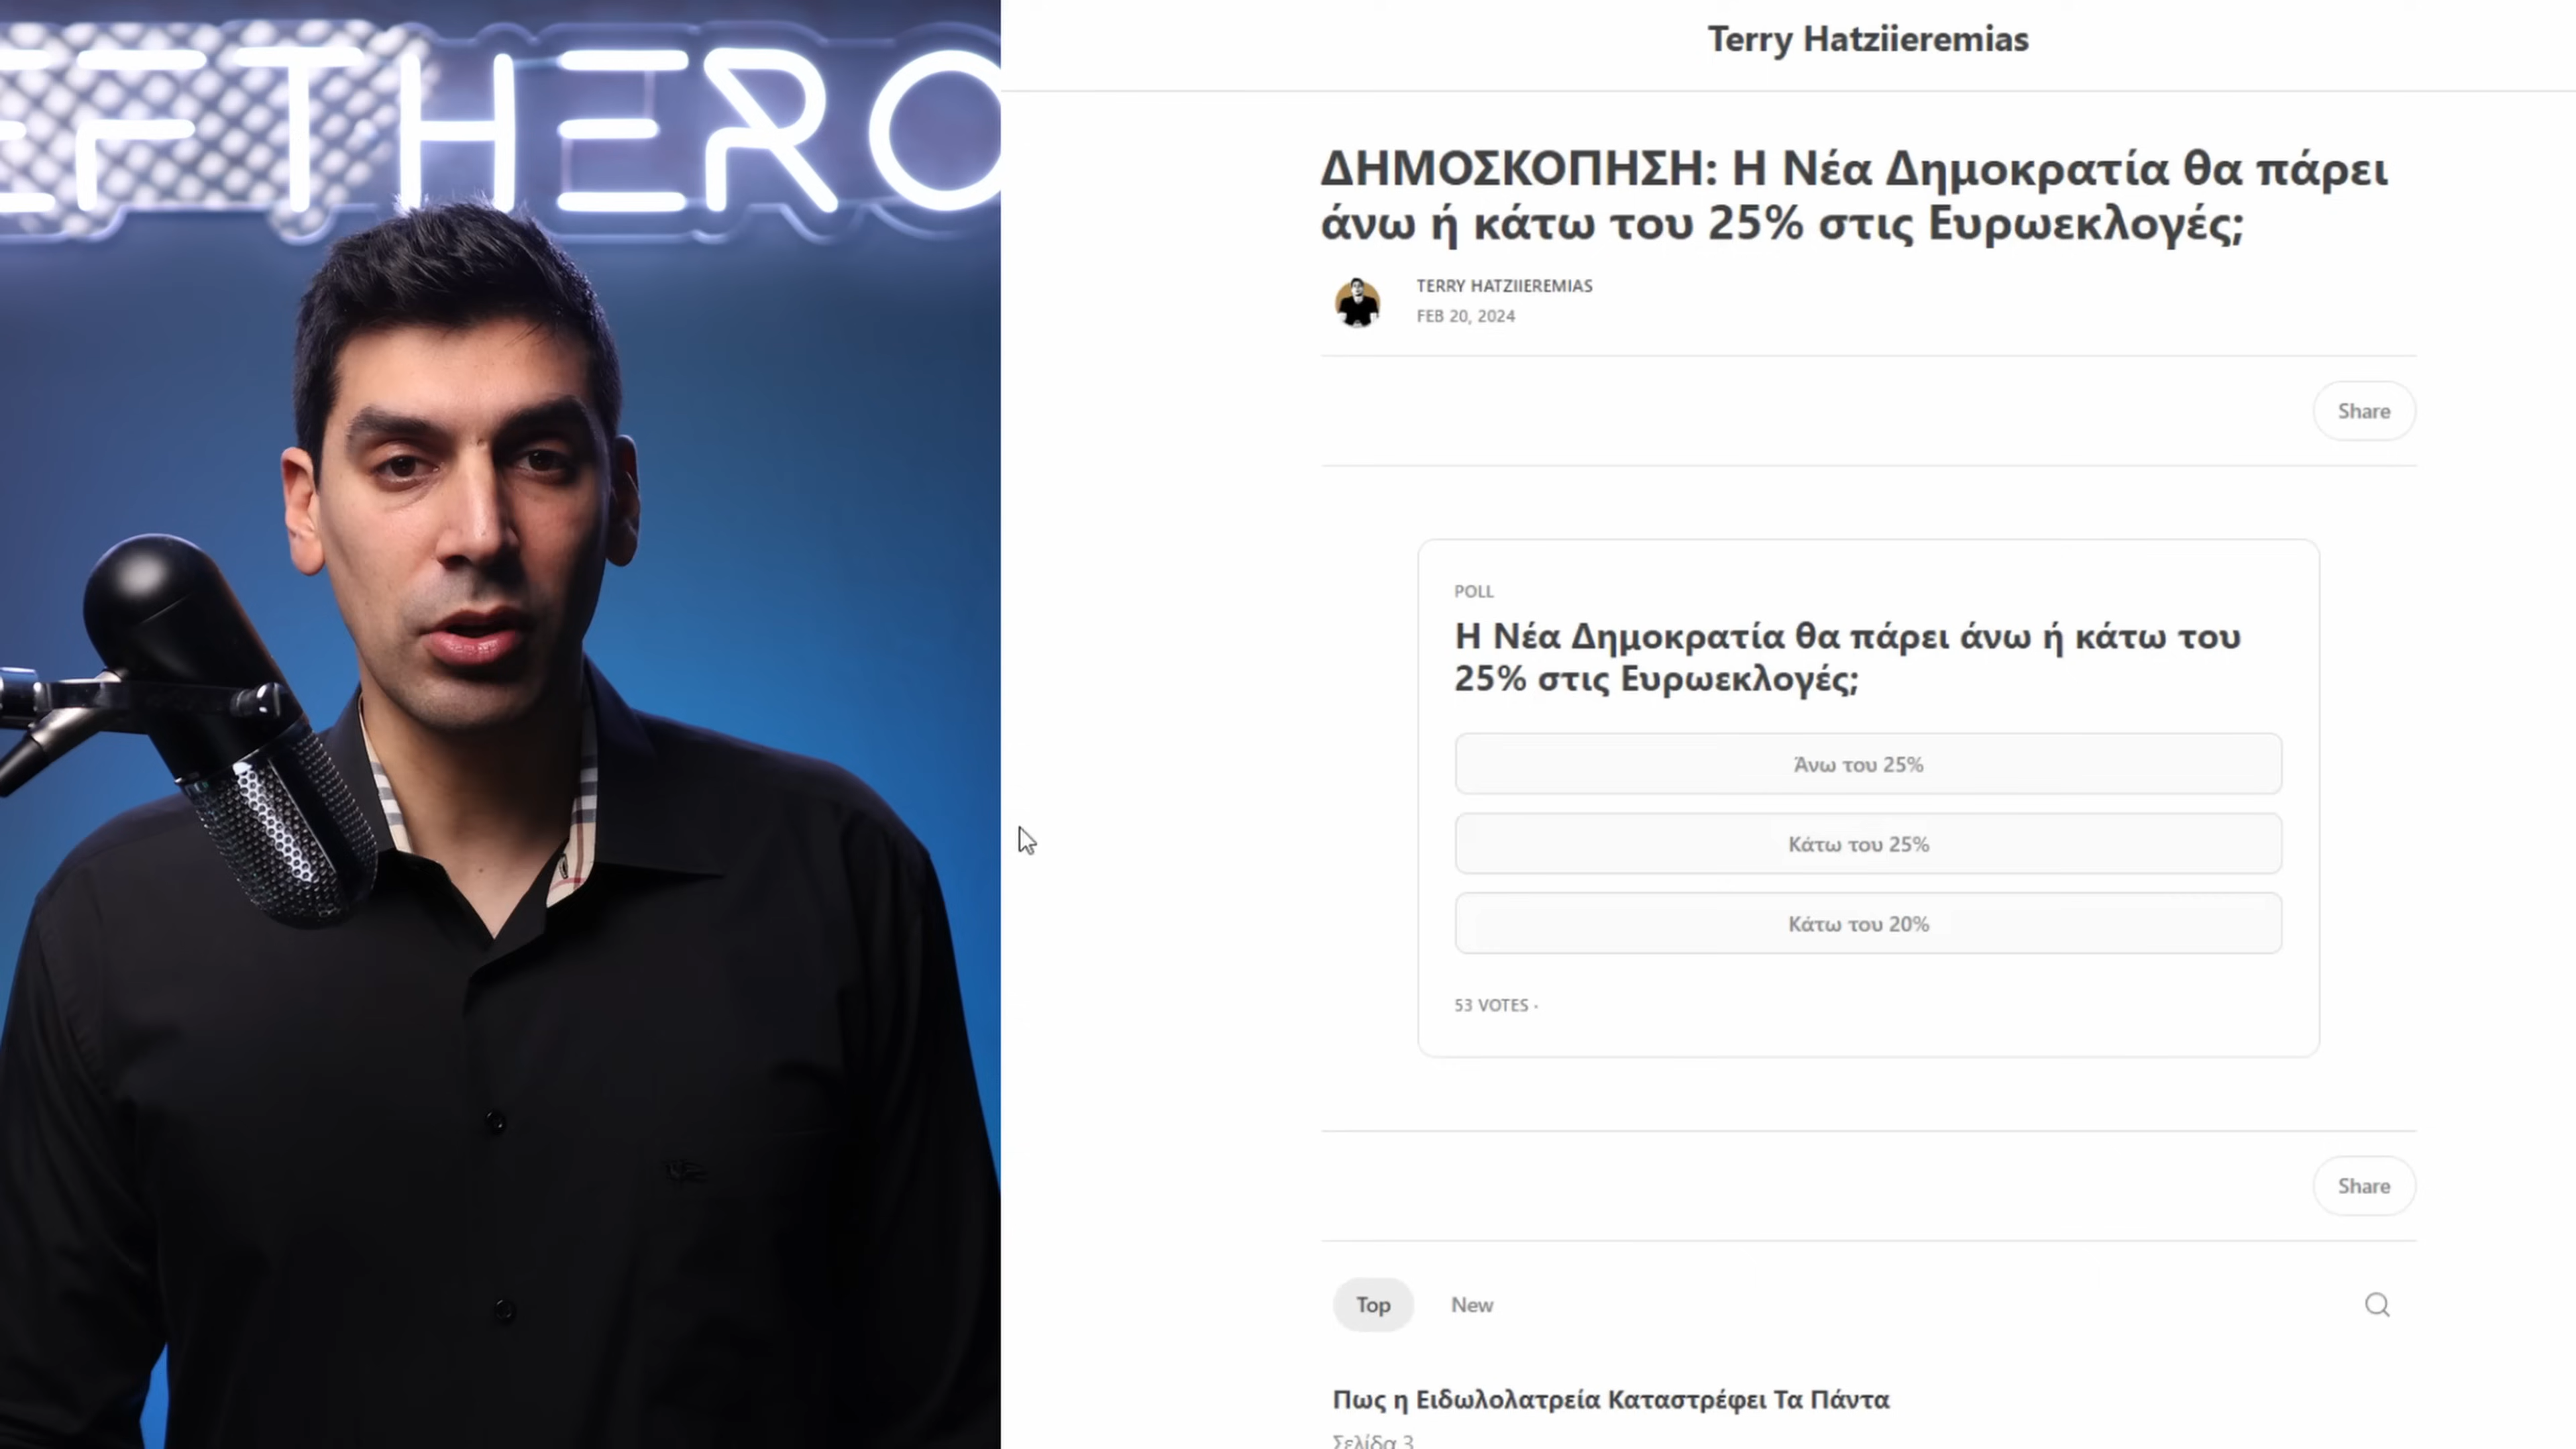 EFTHERO
Terry Hatziieremias
ΔΗΜΟΣΚΟΠΗΣΗ: Η Νέα Δημοκρατία θα πάρει
άνω ή κάτω του 25% στις Ευρωεκλογές;
TERRY HATZIIEREMIAS
FEB 20, 2024
Share
POLL
Η Νέα Δημοκρατία θα πάρει άνω ή κάτω του
25% στις Ευρωεκλογές;
Άνω του 25%
Κάτω του 25%
Κάτω του 20%
53 VOTES ·
Share
Top
New
Πως η Ειδωλολατρεία Καταστρέφει Τα Πάντα
Σελίδα 3